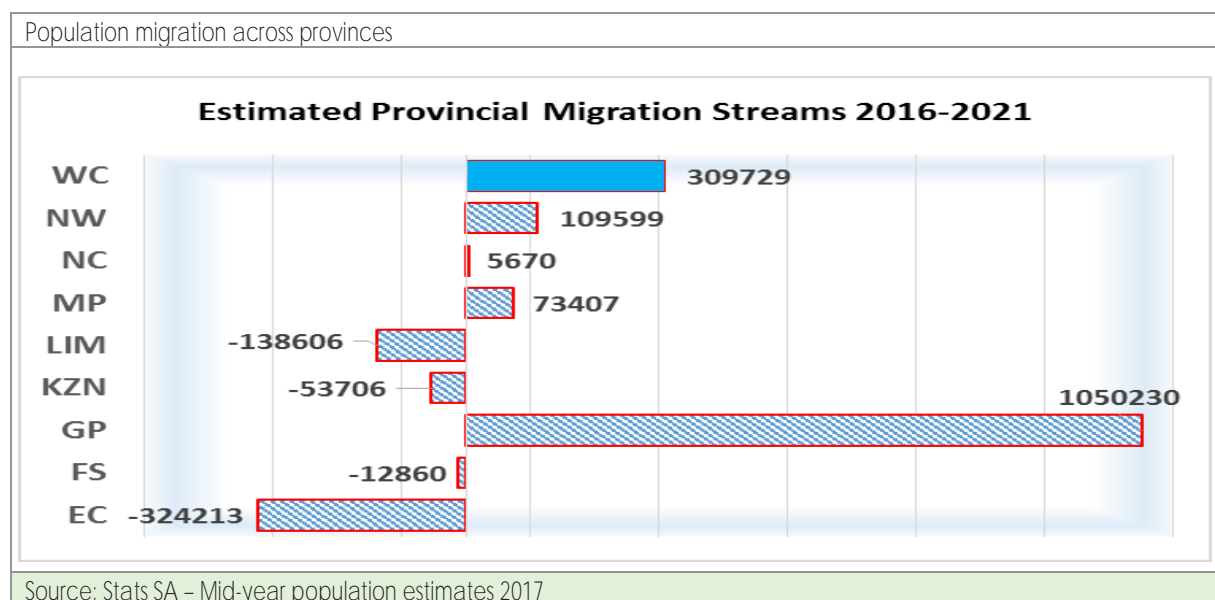 Population migration across provinces
Estimated Provincial Migration Streams 2016-2021
WC 309729
NW 109599
NC 5670
MP 73407
LIM -138606
KZN -53706
GP 1050230
FS -12860
EC -324213
Source: Stats SA – Mid-year population estimates 2017